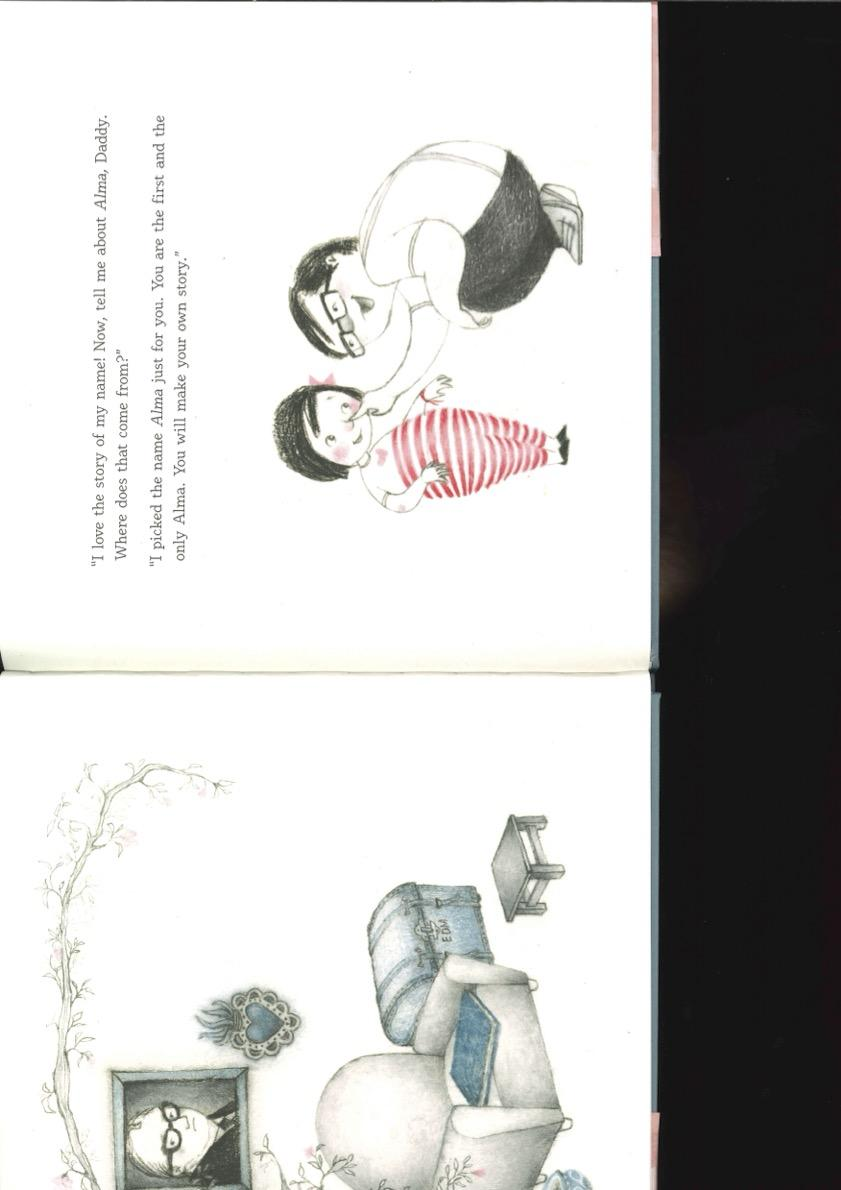 "I love the story of my name! Now, tell me about Alma, Daddy.
Where does that come from?"
"I picked the name Alma just for you. You are the first and the
only Alma. You will make your own story."
EDM